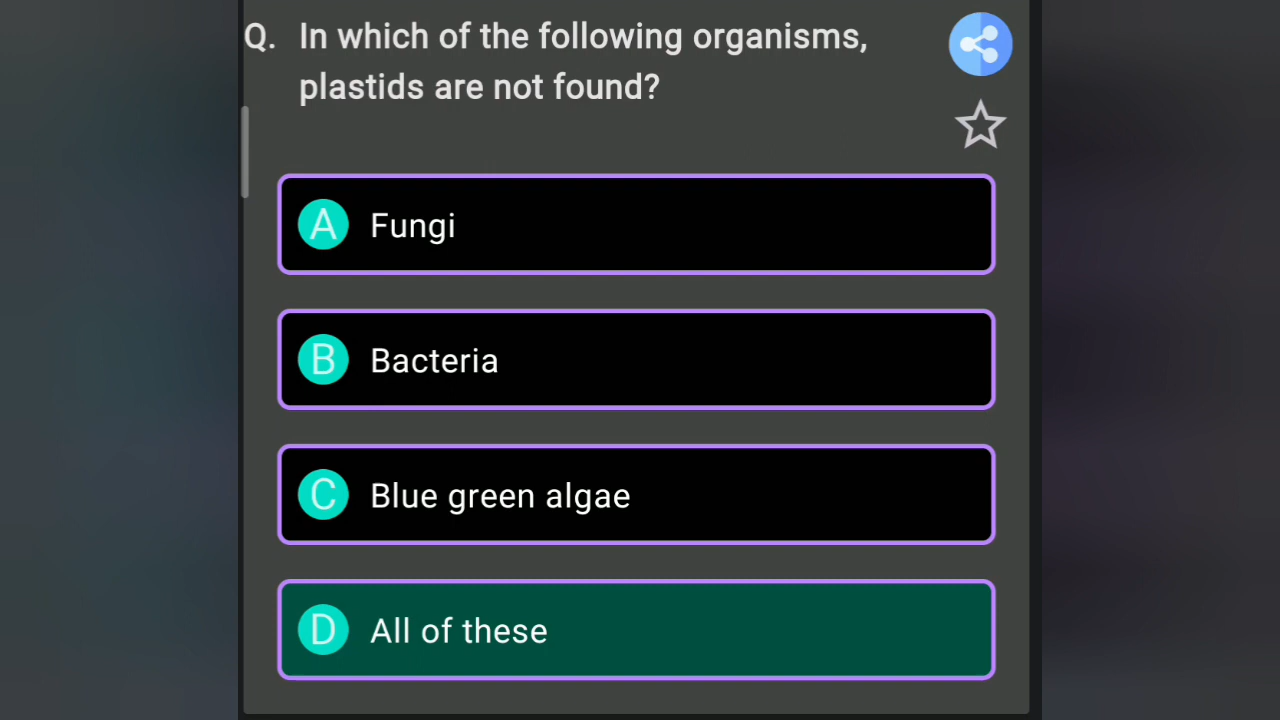 Q. In which of the following organisms,
plastids are not found?
A Fungi
B Bacteria
C Blue green algae
D All of these